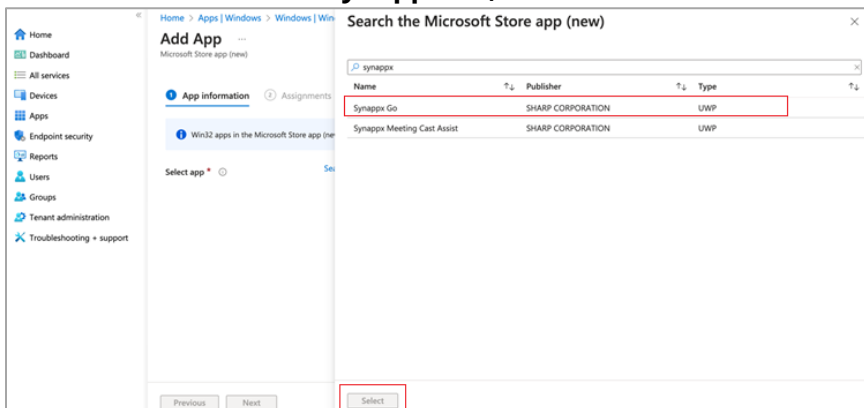 Home > Apps | Windows > Windows | Win
Search the Microsoft Store app (new)
Home
Dashboard
All services
Devices
Apps
Endpoint security
Reports
Users
Groups
Tenant administration
Troubleshooting + support
Add App ...
Microsoft Store app (new)
1 App information 2 Assignments
Win32 apps in the Microsoft Store app (ne
Select app *
Previous Next
synappx
Name Publisher Type
Synappx Go SHARP CORPORATION UWP
Synappx Meeting Cast Assist SHARP CORPORATION UWP
Select